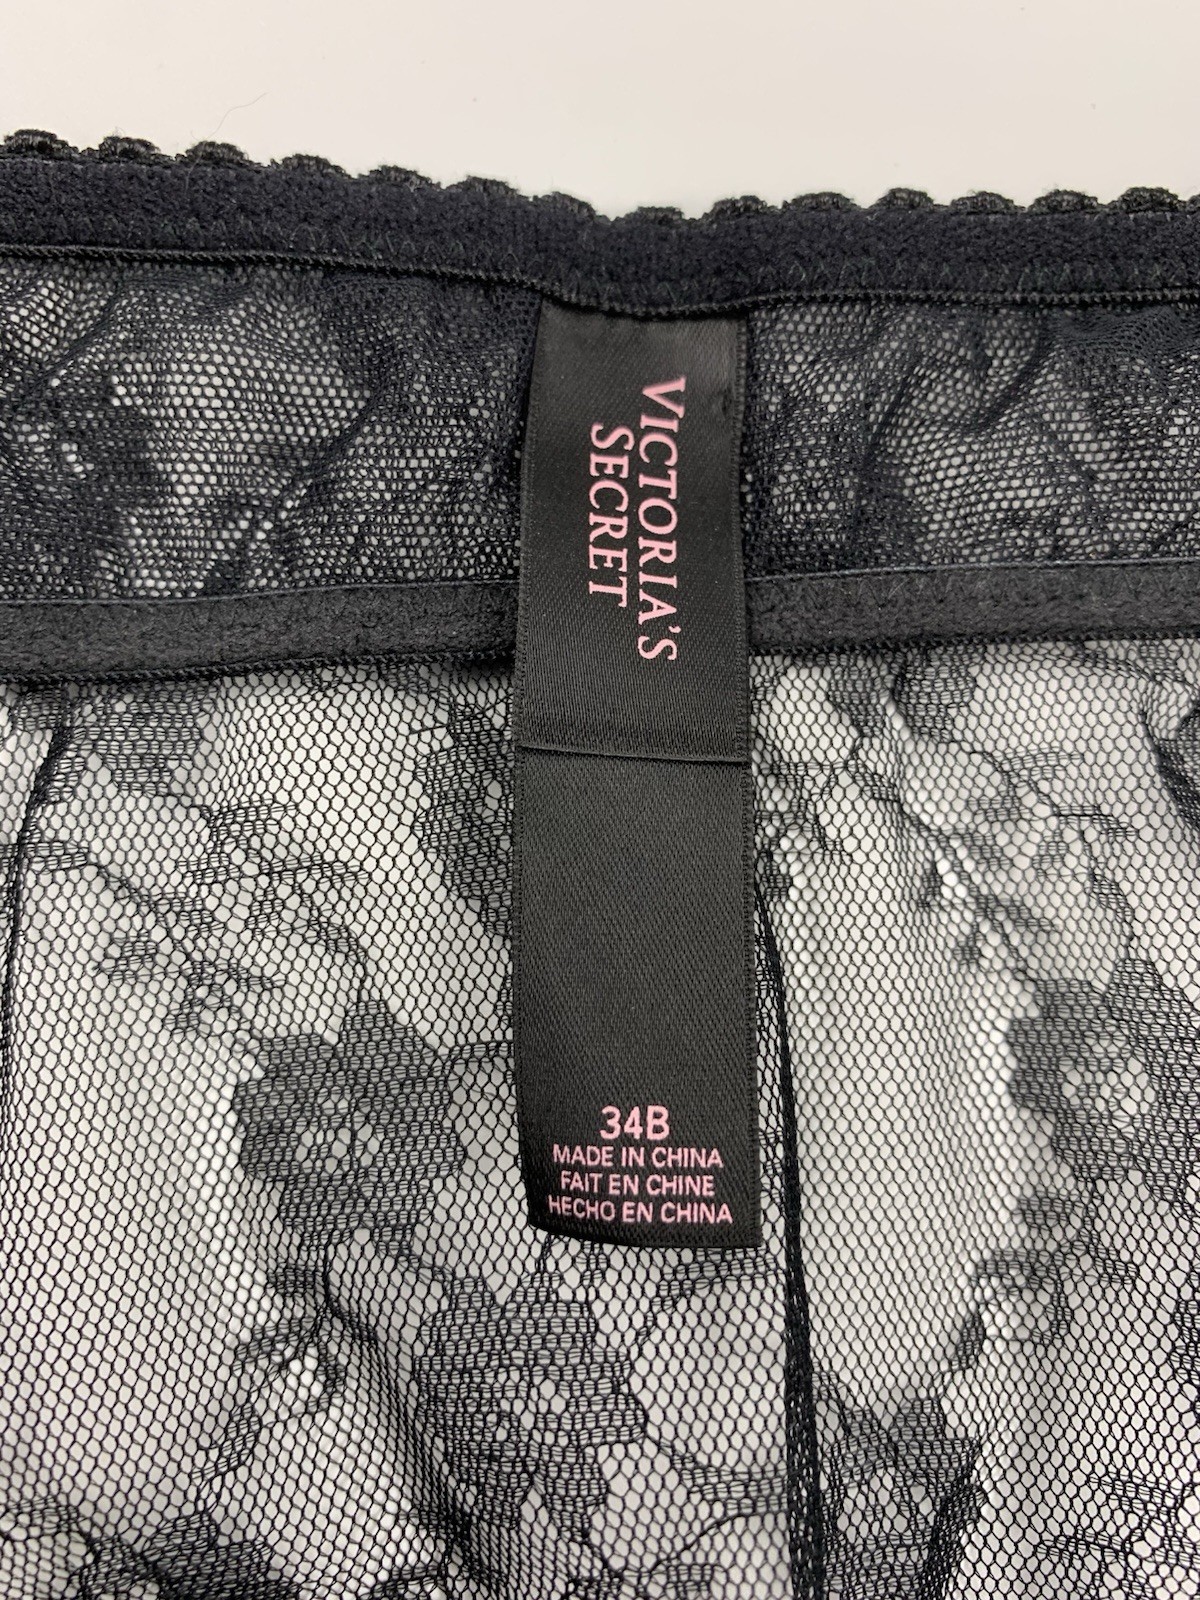 VICTORIA'S
SECRET
34B
MADE IN CHINA
FAIT EN CHINE
HECHO EN CHINA